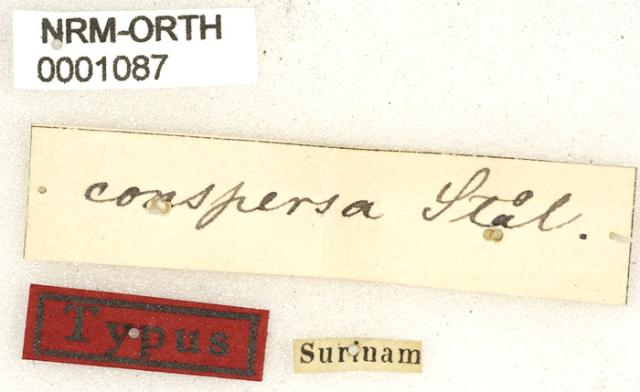 NRM-ORTH
0001087
conspersa Stål.
Typus
Surinam